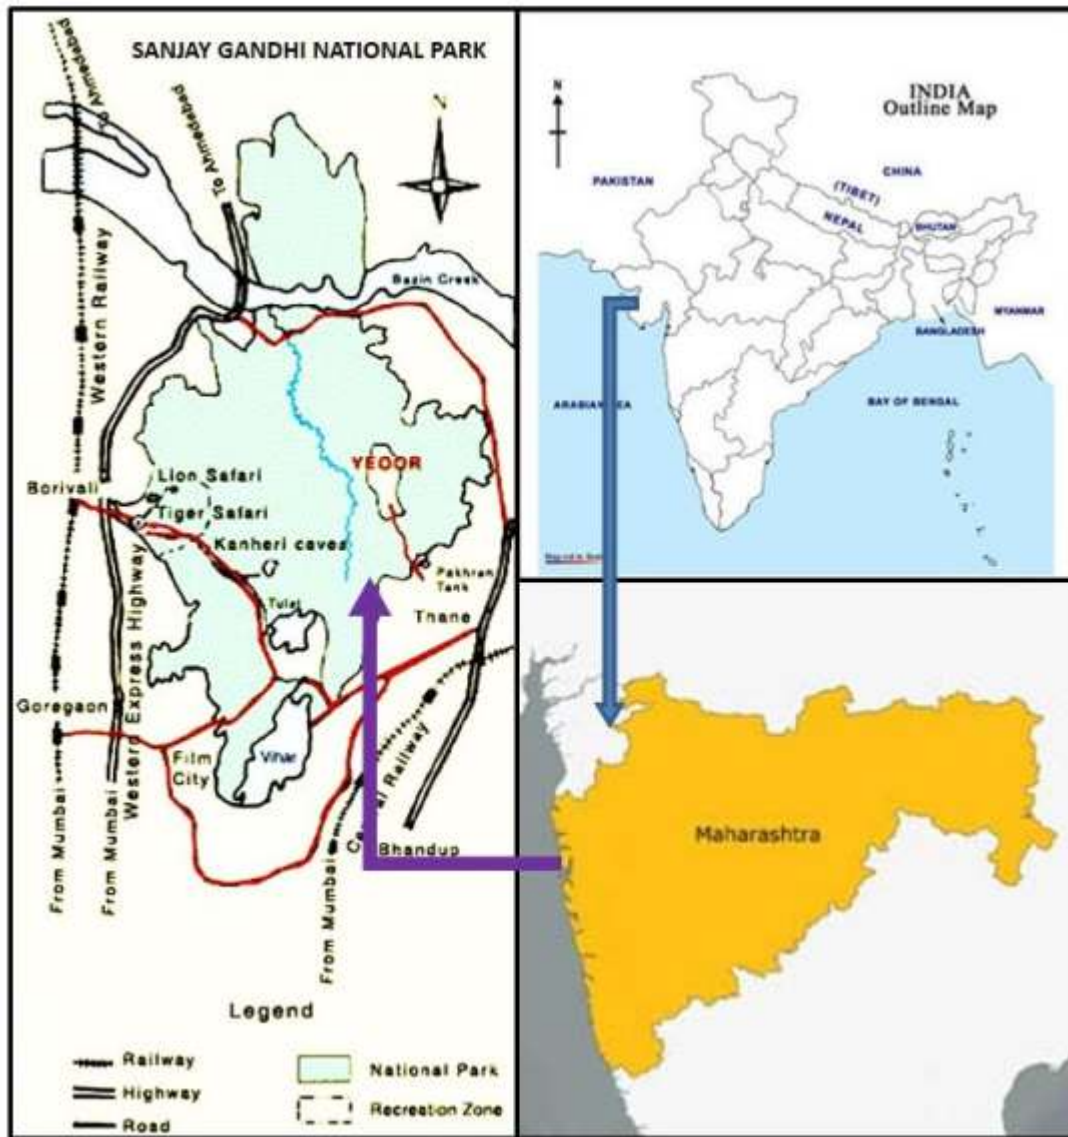 SANJAY GANDHI NATIONAL PARK
To Ahmedabad
To Ahmedabad
Western Railway
Bazin Creek
YEOOR
Borivali
Lion Safari
Tiger Safari
Kanheri caves
Pakhran
Tank
Tulsi
Thane
Western Express Highway
Goregaon
Film
City
Vihar
Railway
Bhandup
From Mumbai
From Mumbai
From Mumbai
Legend
Railway
Highway
Road
National Park
Recreation Zone
INDIA
Outline Map
N
PAKISTAN
CHINA
(TIBET)
NEPAL
BHUTAN
MYANMAR
BANGLADESH
BAY OF BENGAL
Maharashtra